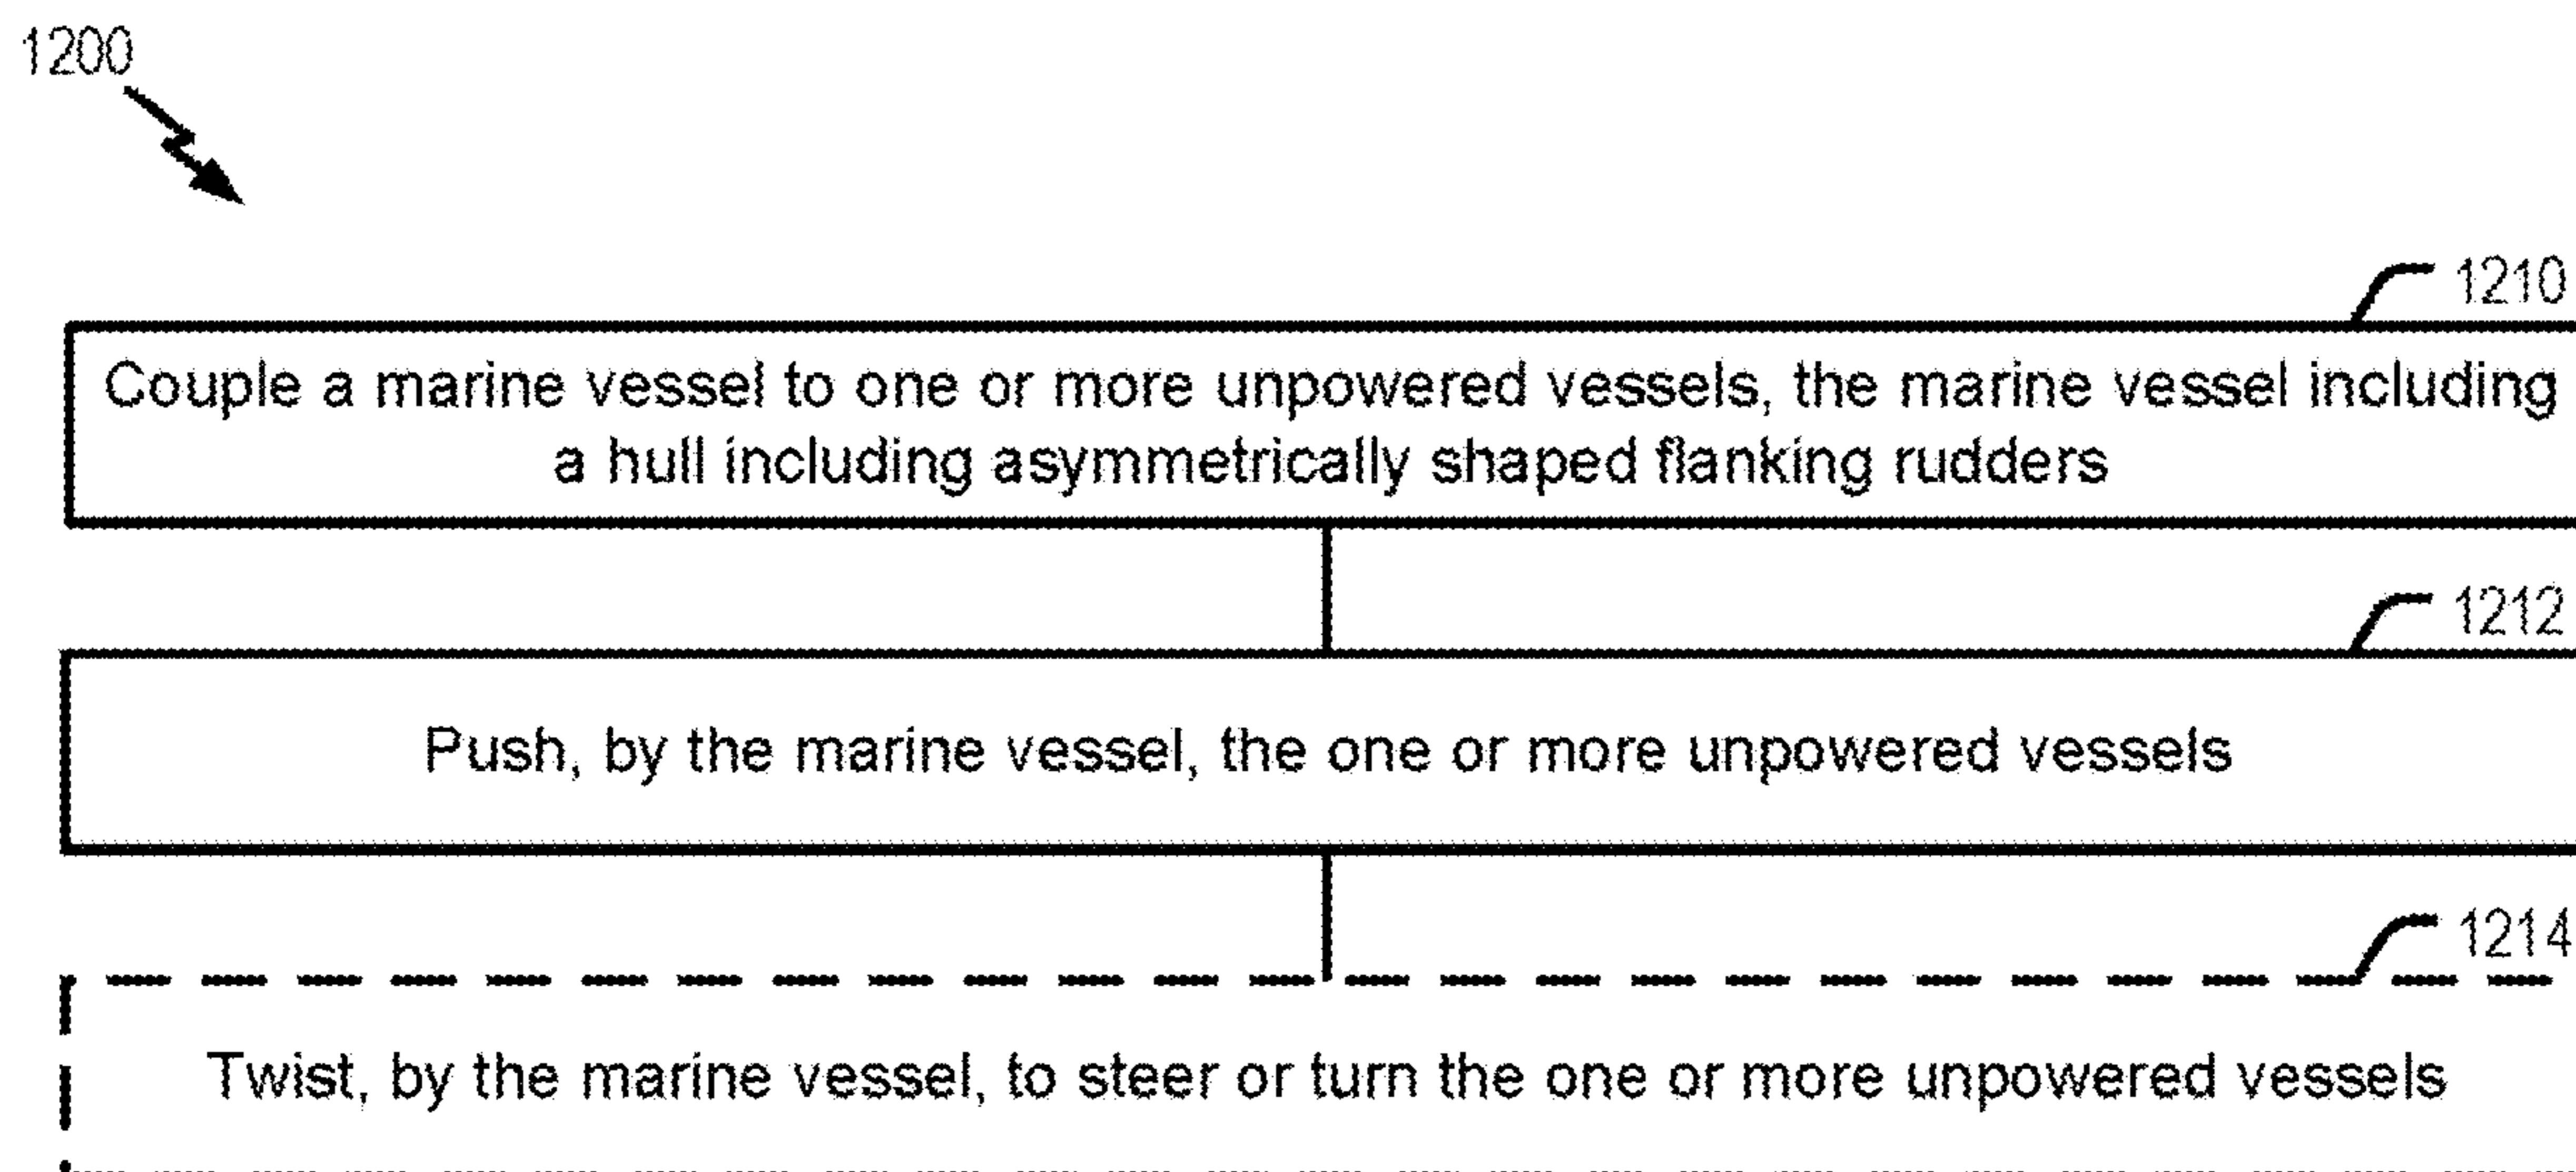 1200
1210
Couple a marine vessel to one or more unpowered vessels, the marine vessel including
a hull including asymmetrically shaped flanking rudders
1212
Push, by the marine vessel, the one or more unpowered vessels
1214
Twist, by the marine vessel, to steer or turn the one or more unpowered vessels